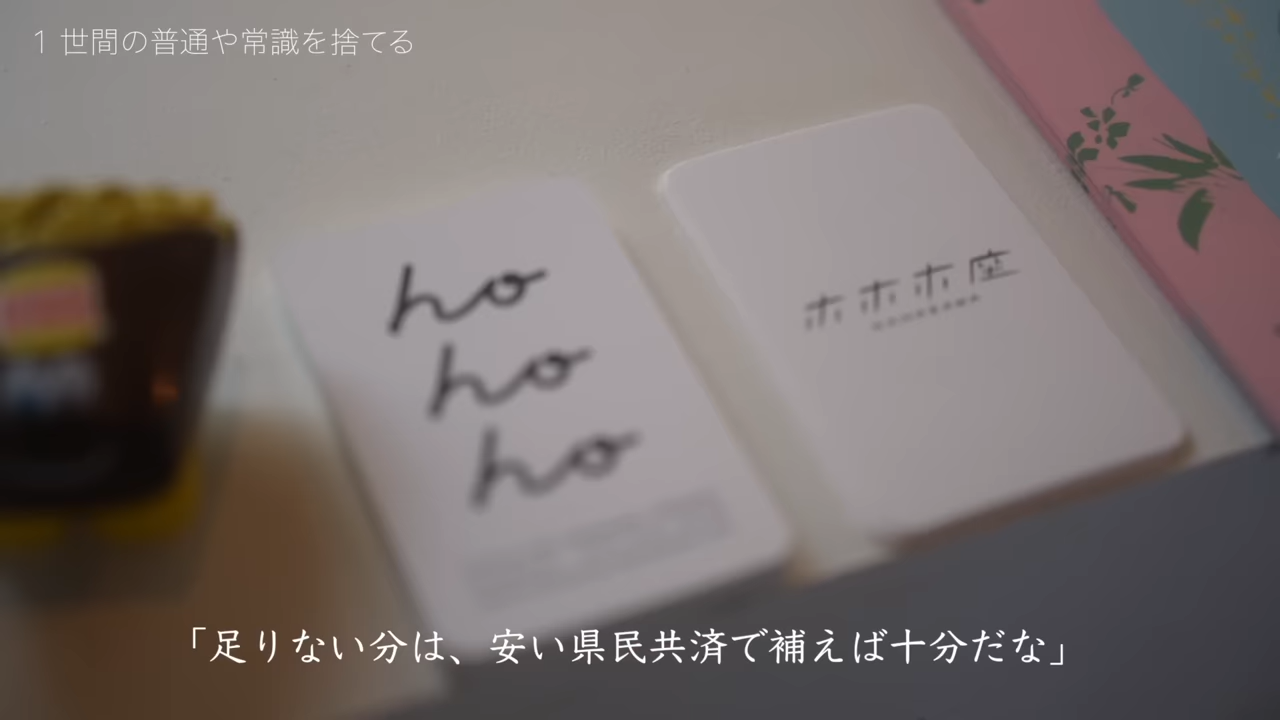 1 世間の普通や常識を捨てる
ho
ho
ho
ホホホ座
「足りない分は、安い県民共済で補えば十分だな」